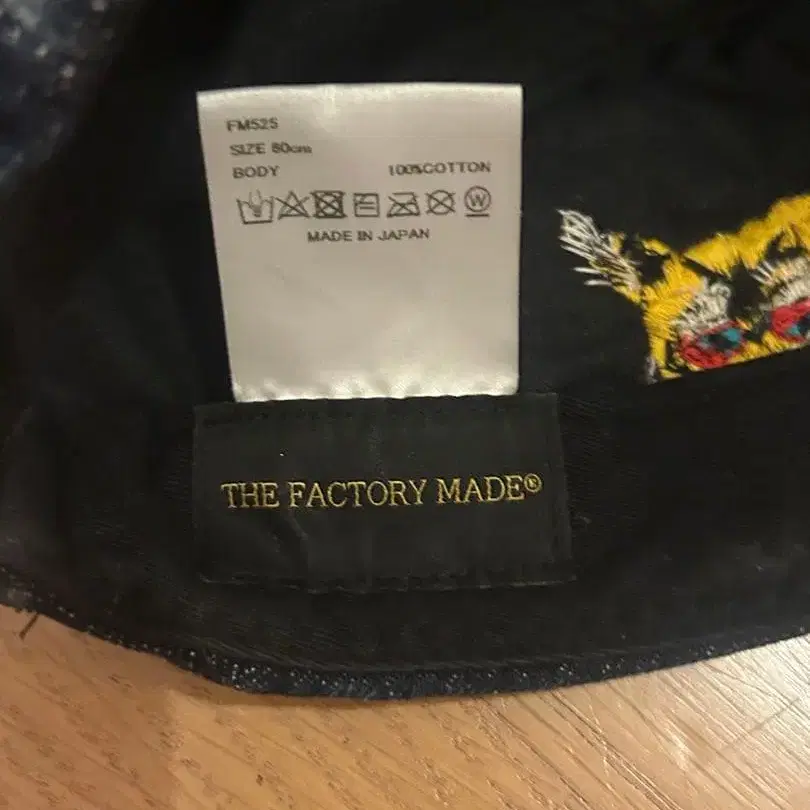 FM525
SIZE 60cm
BODY 100%COTTON
W
MADE IN JAPAN
THE FACTORY MADE®